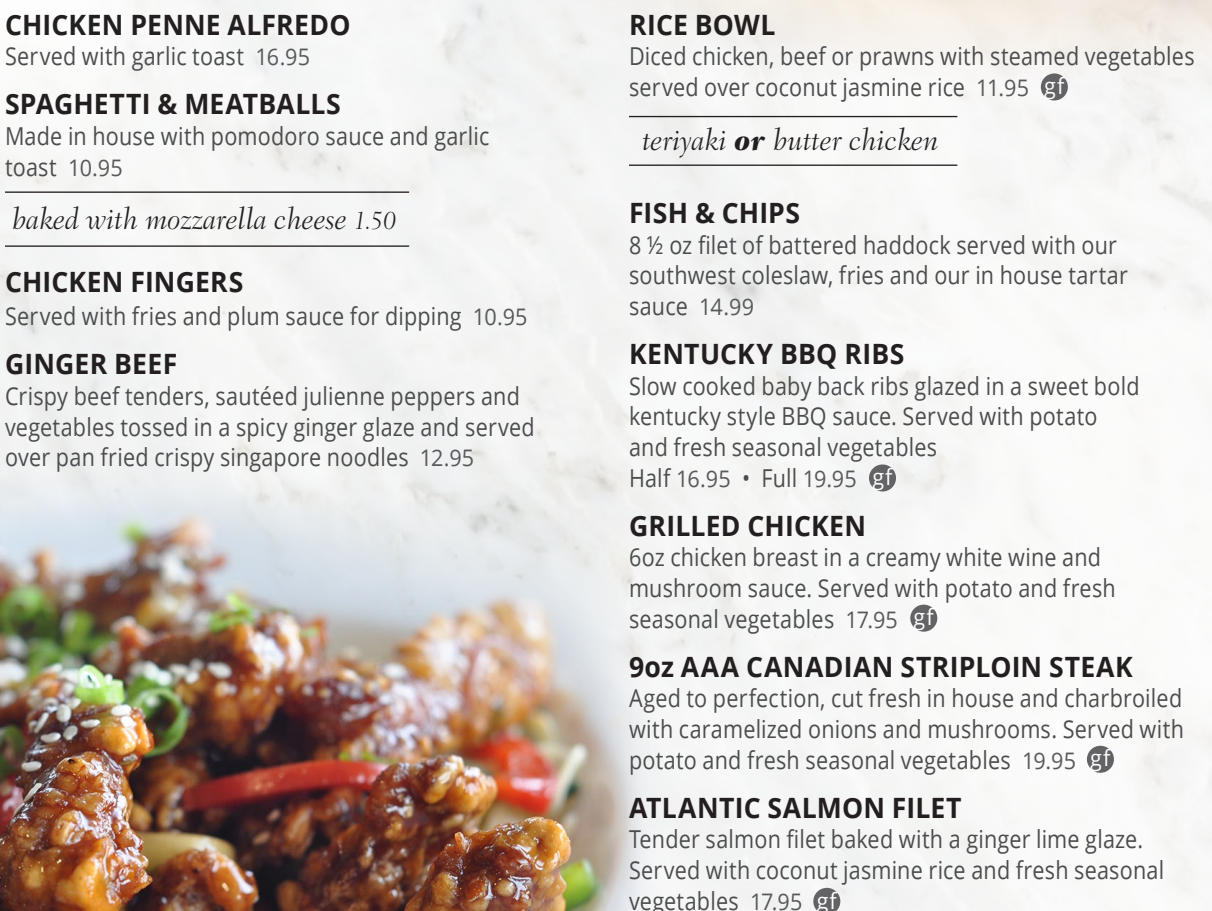 CHICKEN PENNE ALFREDO
Served with garlic toast 16.95
SPAGHETTI & MEATBALLS
Made in house with pomodoro sauce and garlic
toast 10.95
baked with mozzarella cheese 1.50
CHICKEN FINGERS
Served with fries and plum sauce for dipping 10.95
GINGER BEEF
Crispy beef tenders, sautéed julienne peppers and
vegetables tossed in a spicy ginger glaze and served
over pan fried crispy singapore noodles 12.95
RICE BOWL
Diced chicken, beef or prawns with steamed vegetables
served over coconut jasmine rice 11.95 gf
teriyaki or butter chicken
FISH & CHIPS
8 ½ oz filet of battered haddock served with our
southwest coleslaw, fries and our in house tartar
sauce 14.99
KENTUCKY BBQ RIBS
Slow cooked baby back ribs glazed in a sweet bold
kentucky style BBQ sauce. Served with potato
and fresh seasonal vegetables
Half 16.95 • Full 19.95 gf
GRILLED CHICKEN
6oz chicken breast in a creamy white wine and
mushroom sauce. Served with potato and fresh
seasonal vegetables 17.95 gf
9oz AAA CANADIAN STRIPLOIN STEAK
Aged to perfection, cut fresh in house and charbroiled
with caramelized onions and mushrooms. Served with
potato and fresh seasonal vegetables 19.95 gf
ATLANTIC SALMON FILET
Tender salmon filet baked with a ginger lime glaze.
Served with coconut jasmine rice and fresh seasonal
vegetables 17.95 gf